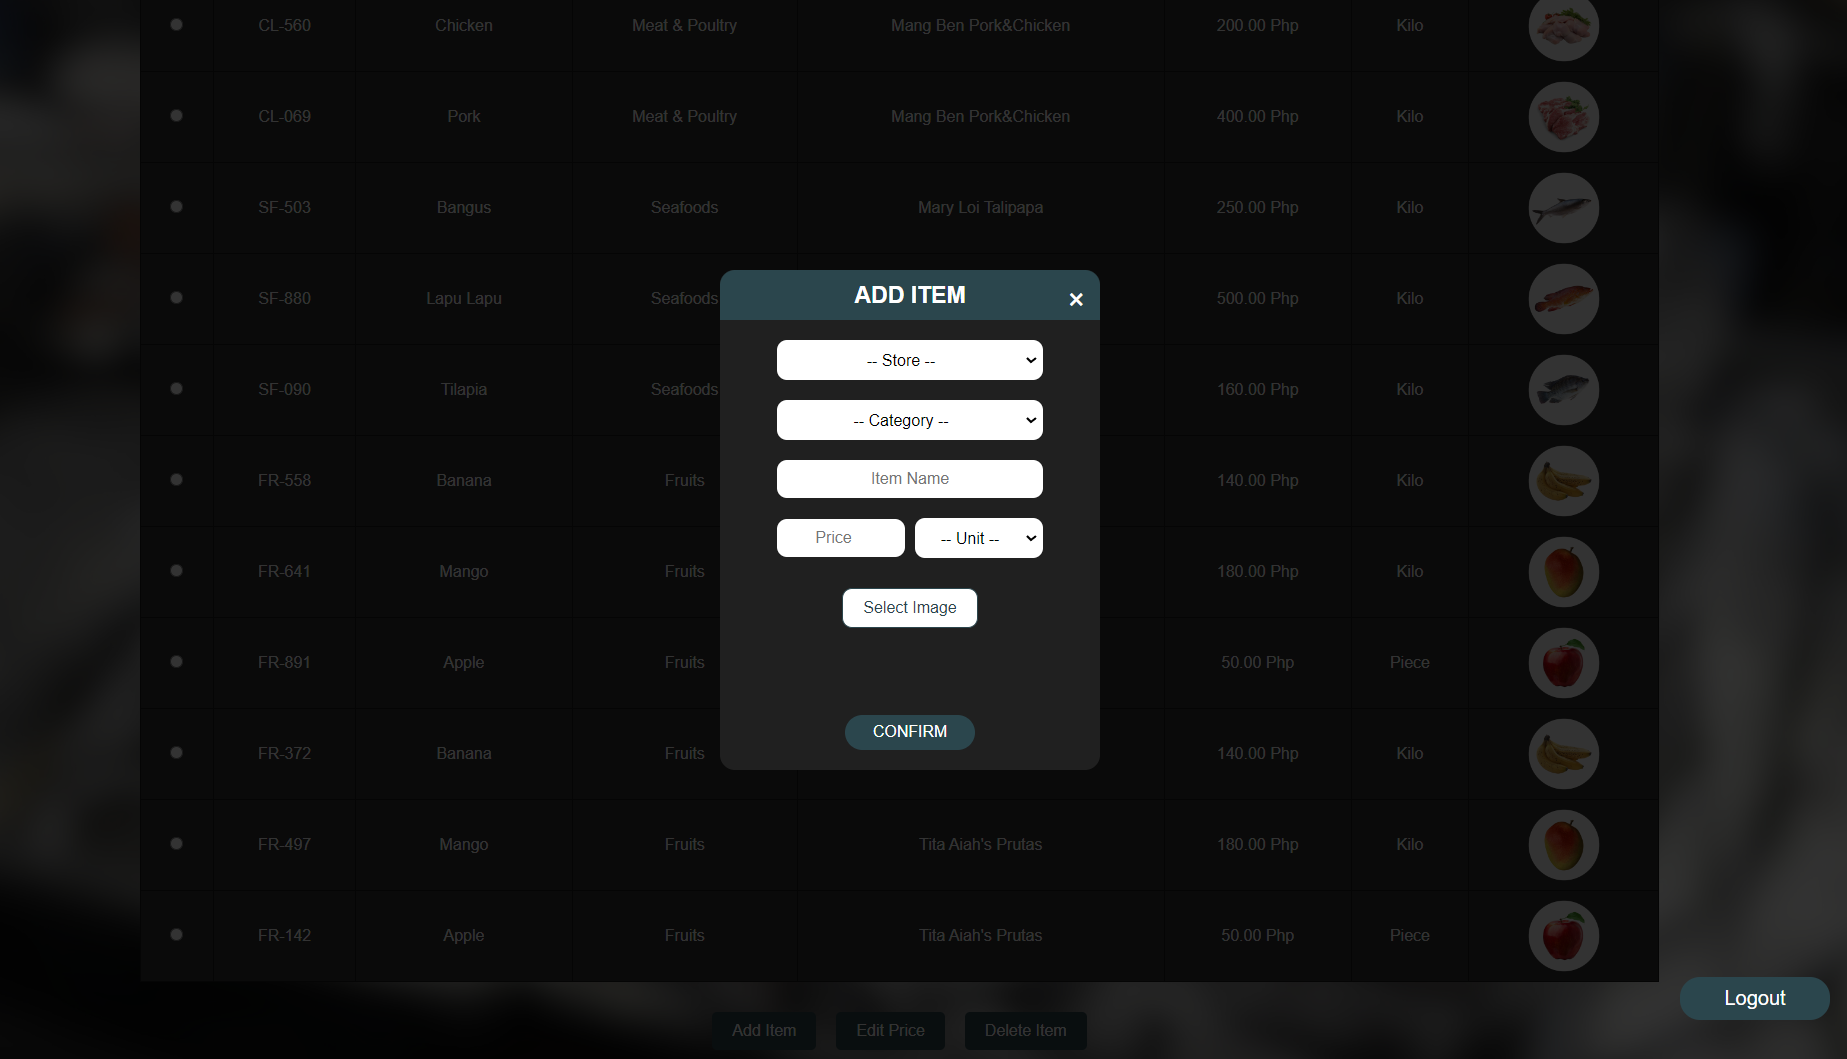 CL-560 Chicken Meat & Poultry Mang Ben Pork&Chicken 200.00 Php Kilo
CL-069 Pork Meat & Poultry Mang Ben Pork&Chicken 400.00 Php Kilo
SF-503 Bangus Seafoods Mary Loi Talipapa 250.00 Php Kilo
SF-880 Lapu Lapu Seafoods 500.00 Php Kilo
SF-090 Tilapia Seafoods 160.00 Php Kilo
FR-558 Banana Fruits 140.00 Php Kilo
FR-641 Mango Fruits 180.00 Php Kilo
FR-891 Apple Fruits 50.00 Php Piece
FR-372 Banana Fruits 140.00 Php Kilo
FR-497 Mango Fruits Tita Aiah's Prutas 180.00 Php Kilo
FR-142 Apple Fruits Tita Aiah's Prutas 50.00 Php Piece
ADD ITEM ×
-- Store --
-- Category --
Item Name
Price -- Unit --
Select Image
CONFIRM
Logout
Add Item Edit Price Delete Item